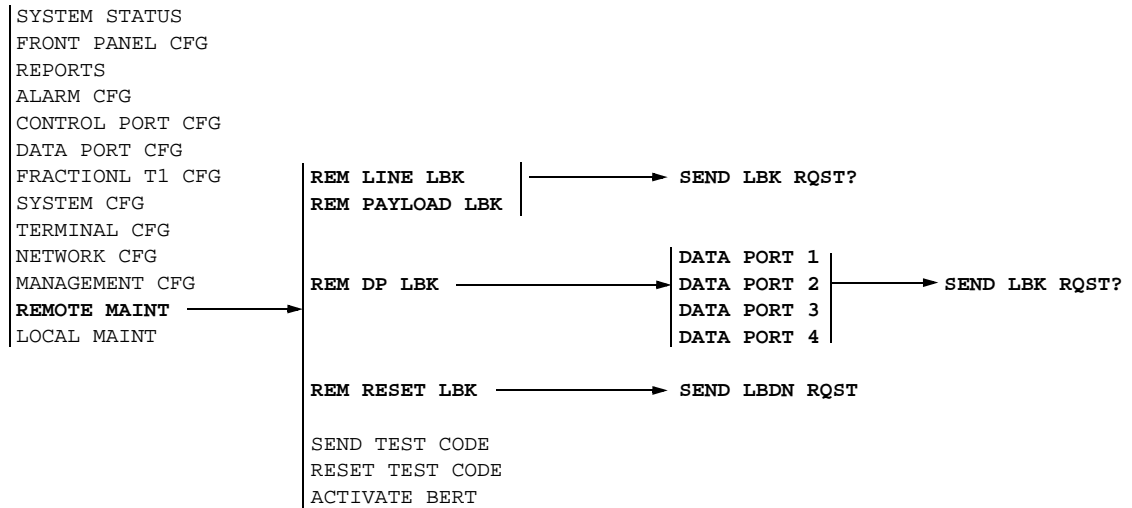 SYSTEM STATUS
FRONT PANEL CFG
REPORTS
ALARM CFG
CONTROL PORT CFG
DATA PORT CFG
FRACTIONL T1 CFG
SYSTEM CFG
TERMINAL CFG
NETWORK CFG
MANAGEMENT CFG
REMOTE MAINT
LOCAL MAINT
REM LINE LBK
REM PAYLOAD LBK
SEND LBK RQST?
REM DP LBK
DATA PORT 1
DATA PORT 2
DATA PORT 3
DATA PORT 4
SEND LBK RQST?
REM RESET LBK
SEND LBDN RQST
SEND TEST CODE
RESET TEST CODE
ACTIVATE BERT